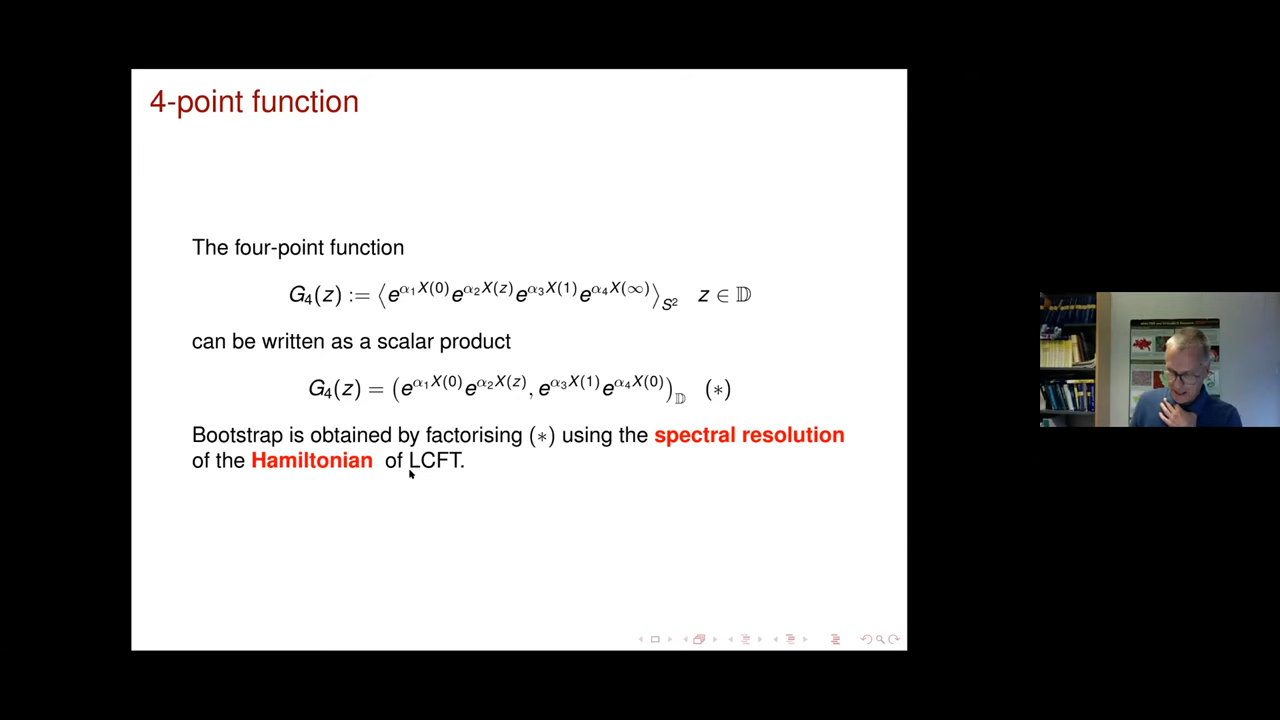 4-point function
The four-point function
G₄(z) := ⟨e^{α₁X(0)} e^{α₂X(z)} e^{α₃X(1)} e^{α₄X(∞)}⟩_{S²} z ∈ 𝔻
can be written as a scalar product
G₄(z) = (e^{α₁X(0)} e^{α₂X(z)}, e^{α₃X(1)} e^{α₄X(0)})_𝔻 (∗)
Bootstrap is obtained by factorising (∗) using the spectral resolution
of the Hamiltonian of LCFT.